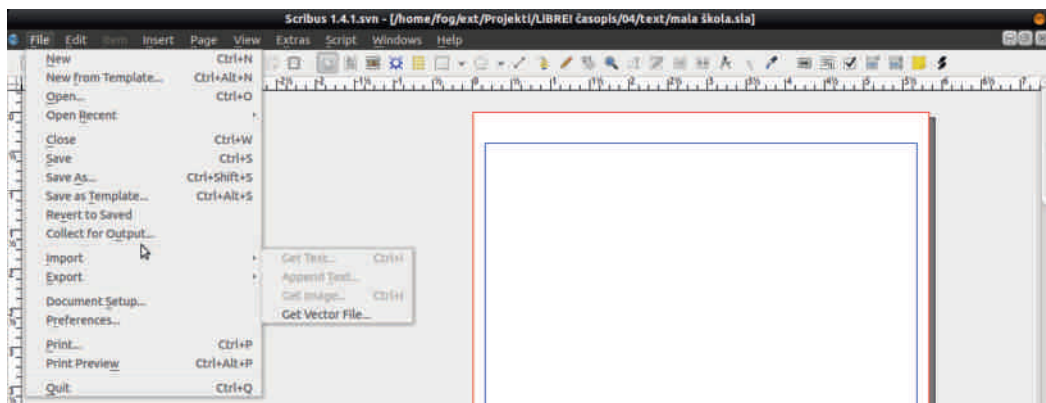 Scribus 1.4.1.svn - [/home/fog/ext/Projekti/LiBRE! časopis/04/text/mala škola.sla]
File Edit Item Insert Page View Extras Script Windows Help
New Ctrl+N
New from Template... Ctrl+Alt+N
Open... Ctrl+O
Open Recent
Close Ctrl+W
Save Ctrl+S
Save As... Ctrl+Shift+S
Save as Template... Ctrl+Alt+S
Revert to Saved
Collect for Output...
Import
Export
Document Setup...
Preferences...
Print... Ctrl+P
Print Preview Ctrl+Alt+P
Quit Ctrl+Q
Get Text... Ctrl+I
Append Text...
Get Image... Ctrl+I
Get Vector File...